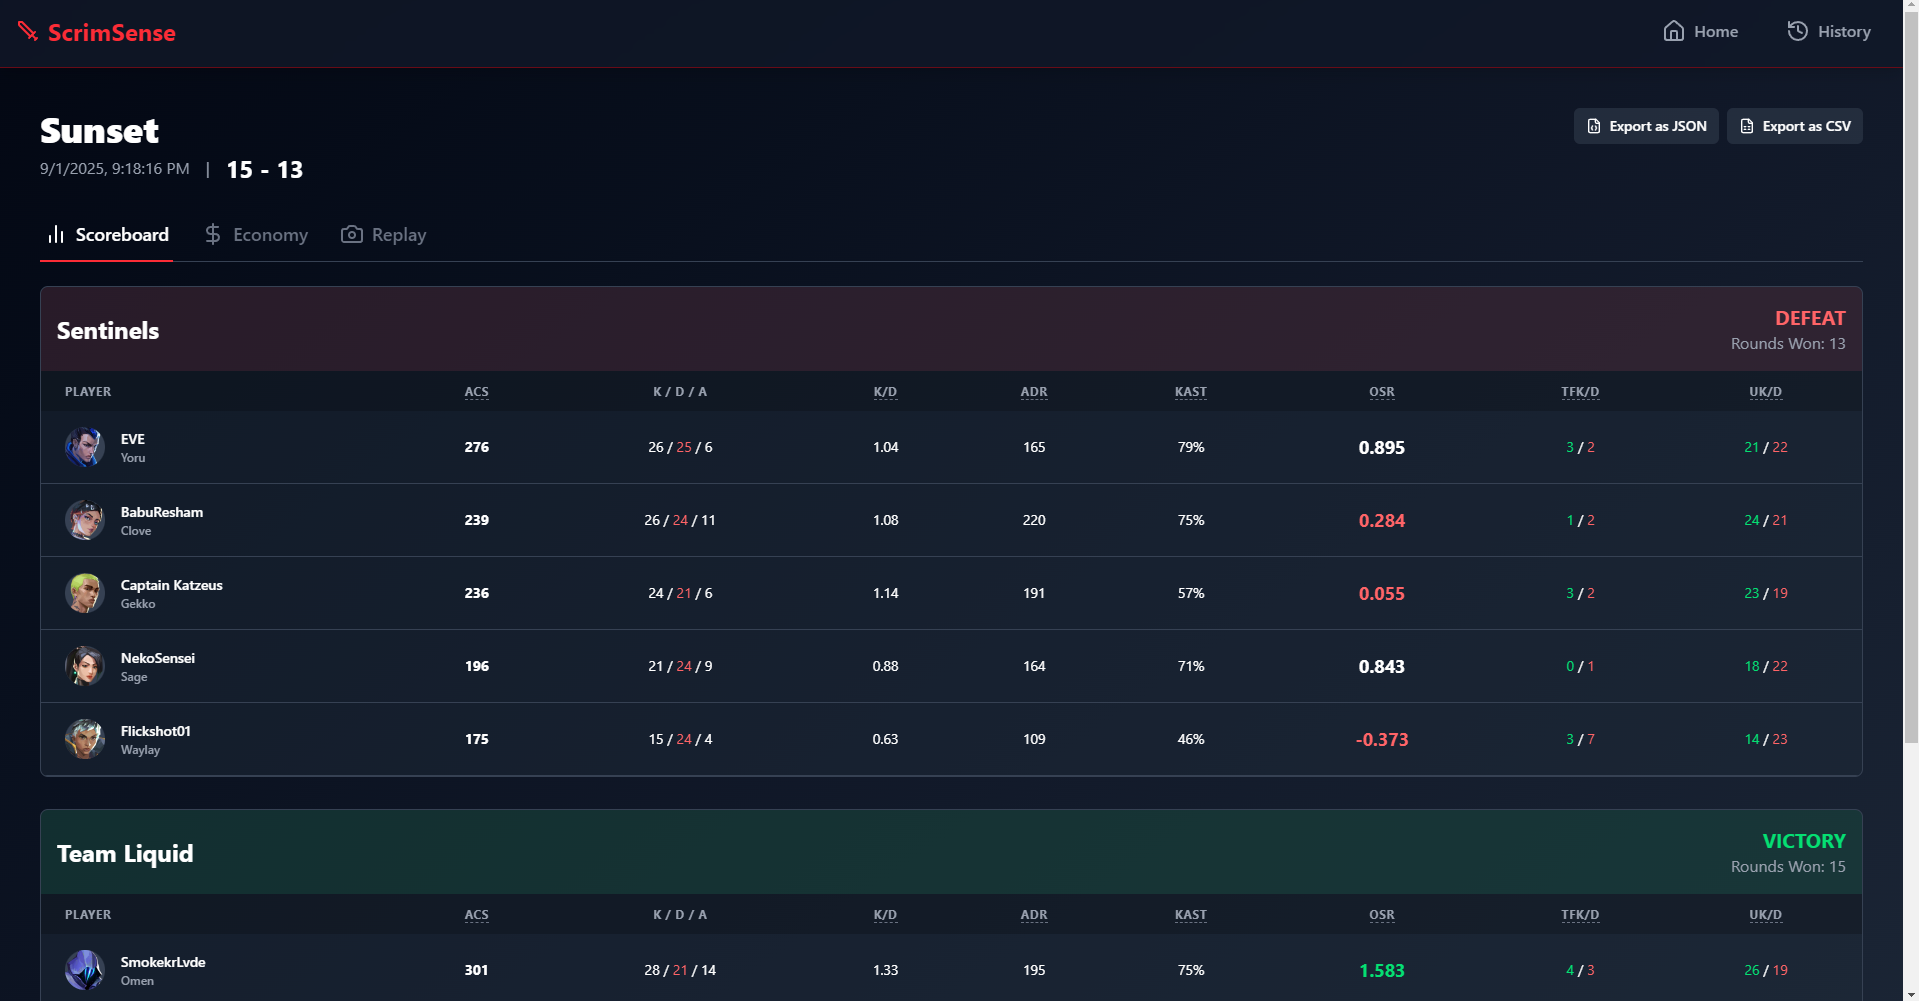 ScrimSense
Home
History
Sunset
9/1/2025, 9:18:16 PM | 15 - 13
Export as JSON
Export as CSV
Scoreboard
Economy
Replay
Sentinels
DEFEAT
Rounds Won: 13
PLAYER ACS K / D / A K/D ADR KAST OSR TFK/D UK/D
EVE
Yoru
276 26 / 25 / 6 1.04 165 79% 0.895 3 / 2 21 / 22
BabuResham
Clove
239 26 / 24 / 11 1.08 220 75% 0.284 1 / 2 24 / 21
Captain Katzeus
Gekko
236 24 / 21 / 6 1.14 191 57% 0.055 3 / 2 23 / 19
NekoSensei
Sage
196 21 / 24 / 9 0.88 164 71% 0.843 0 / 1 18 / 22
Flickshot01
Waylay
175 15 / 24 / 4 0.63 109 46% -0.373 3 / 7 14 / 23
Team Liquid
VICTORY
Rounds Won: 15
PLAYER ACS K / D / A K/D ADR KAST OSR TFK/D UK/D
SmokekrLvde
Omen
301 28 / 21 / 14 1.33 195 75% 1.583 4 / 3 26 / 19